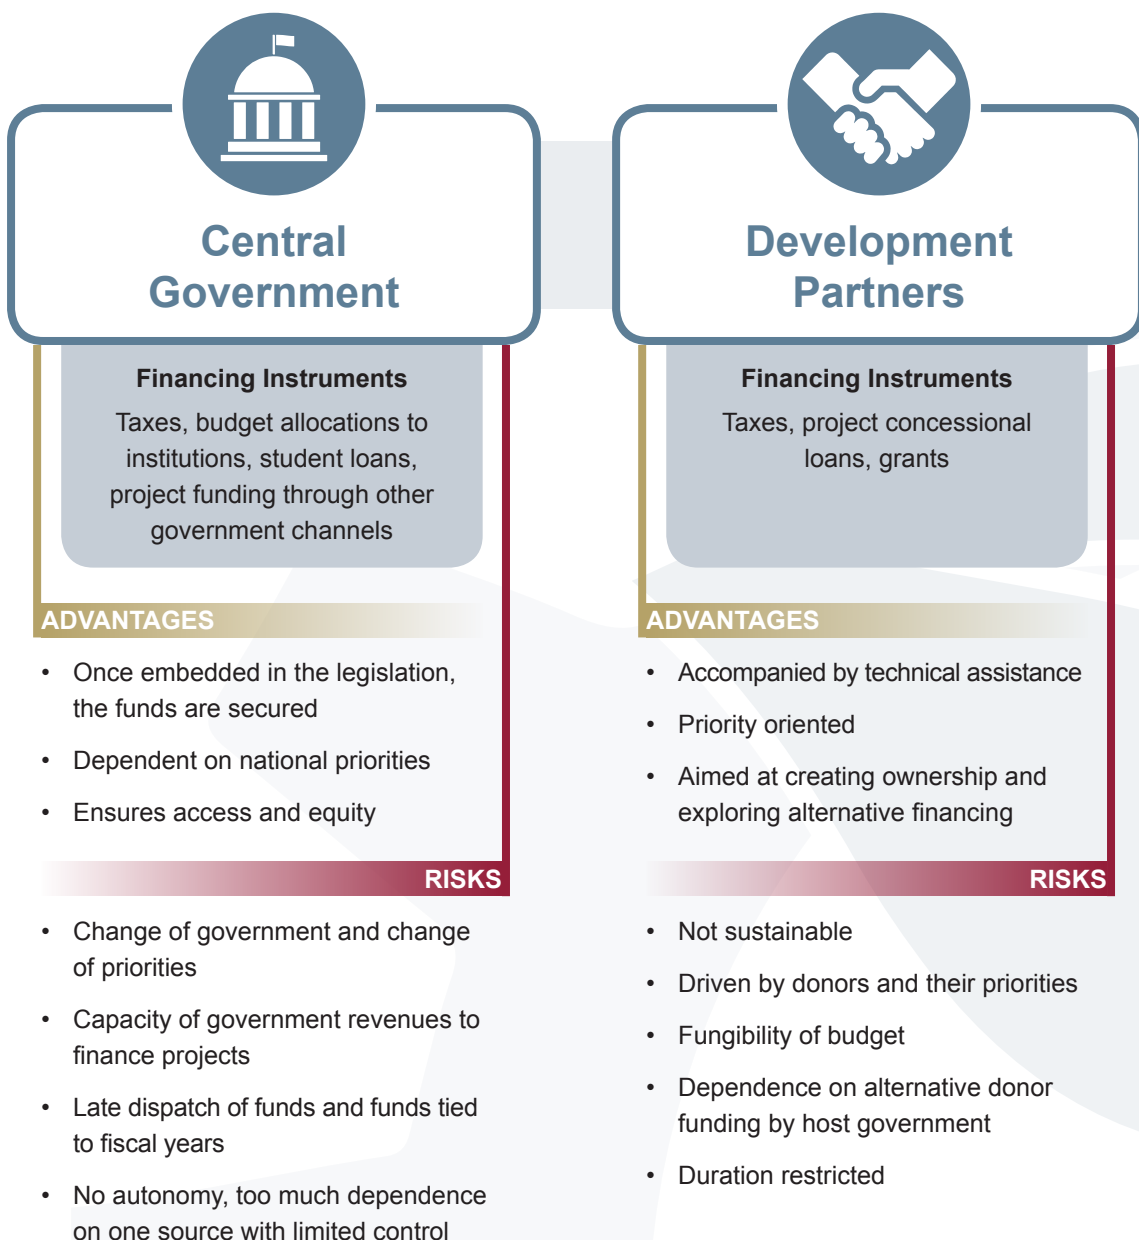 Central
Government
Financing Instruments
Taxes, budget allocations to
institutions, student loans,
project funding through other
government channels
ADVANTAGES
• Once embedded in the legislation,
the funds are secured
• Dependent on national priorities
• Ensures access and equity
RISKS
• Change of government and change
of priorities
• Capacity of government revenues to
finance projects
• Late dispatch of funds and funds tied
to fiscal years
• No autonomy, too much dependence
on one source with limited control
Development
Partners
Financing Instruments
Taxes, project concessional
loans, grants
ADVANTAGES
• Accompanied by technical assistance
• Priority oriented
• Aimed at creating ownership and
exploring alternative financing
RISKS
• Not sustainable
• Driven by donors and their priorities
• Fungibility of budget
• Dependence on alternative donor
funding by host government
• Duration restricted